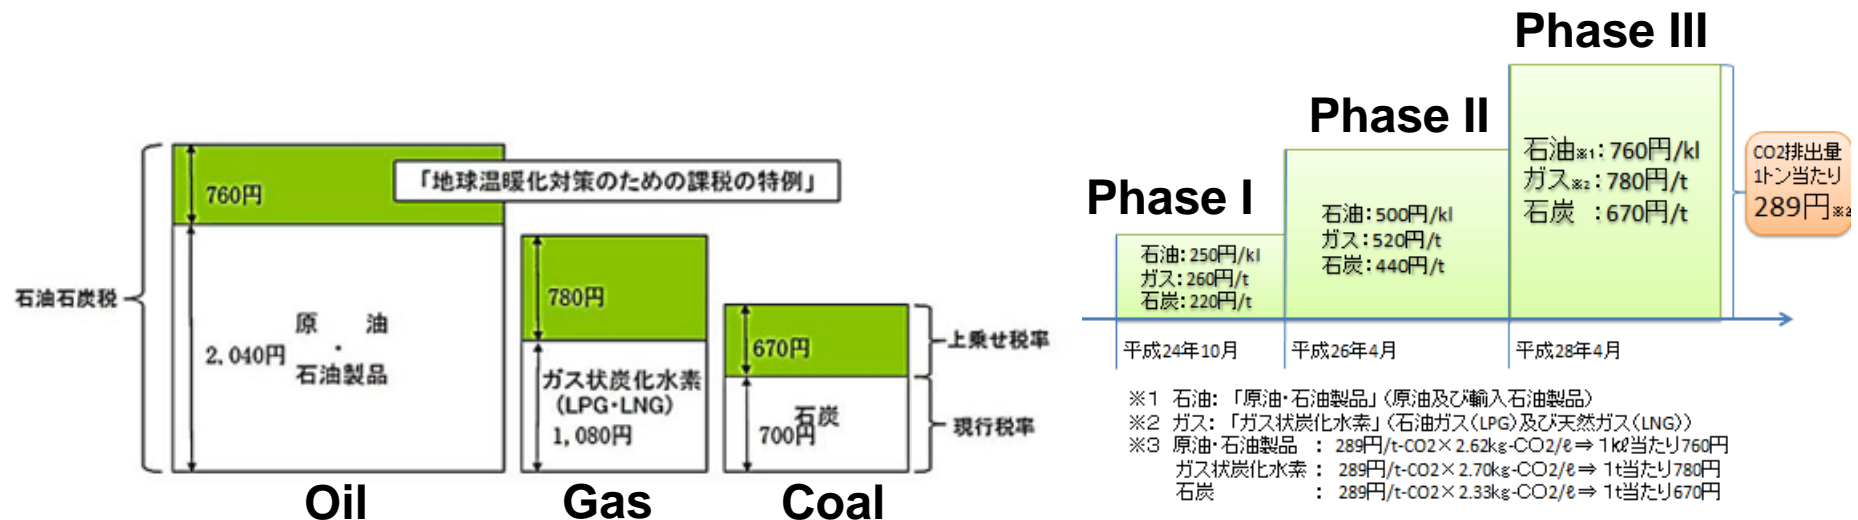 760円
「地球温暖化対策のための課税の特例」
石油石炭税
2,040円
原　油
・
石油製品
780円
ガス状炭化水素
(LPG・LNG)
1,080円
670円
石炭
700円
上乗せ税率
現行税率
Oil
Gas
Coal
Phase I
石油:250円/kl
ガス:260円/t
石炭:220円/t
Phase II
石油:500円/kl
ガス:520円/t
石炭:440円/t
Phase III
石油※1:760円/kl
ガス※2:780円/t
石炭 :670円/t
CO2排出量
1トン当たり
289円※2
平成24年10月
平成26年4月
平成28年4月
※1 石油:「原油・石油製品」(原油及び輸入石油製品)
※2 ガス:「ガス状炭化水素」(石油ガス(LPG)及び天然ガス(LNG))
※3 原油・石油製品 : 289円/t-CO2×2.62kg-CO2/ℓ⇒1kℓ当たり760円
ガス状炭化水素 : 289円/t-CO2×2.70kg-CO2/ℓ⇒1t当たり780円
石炭 : 289円/t-CO2×2.33kg-CO2/ℓ⇒1t当たり670円